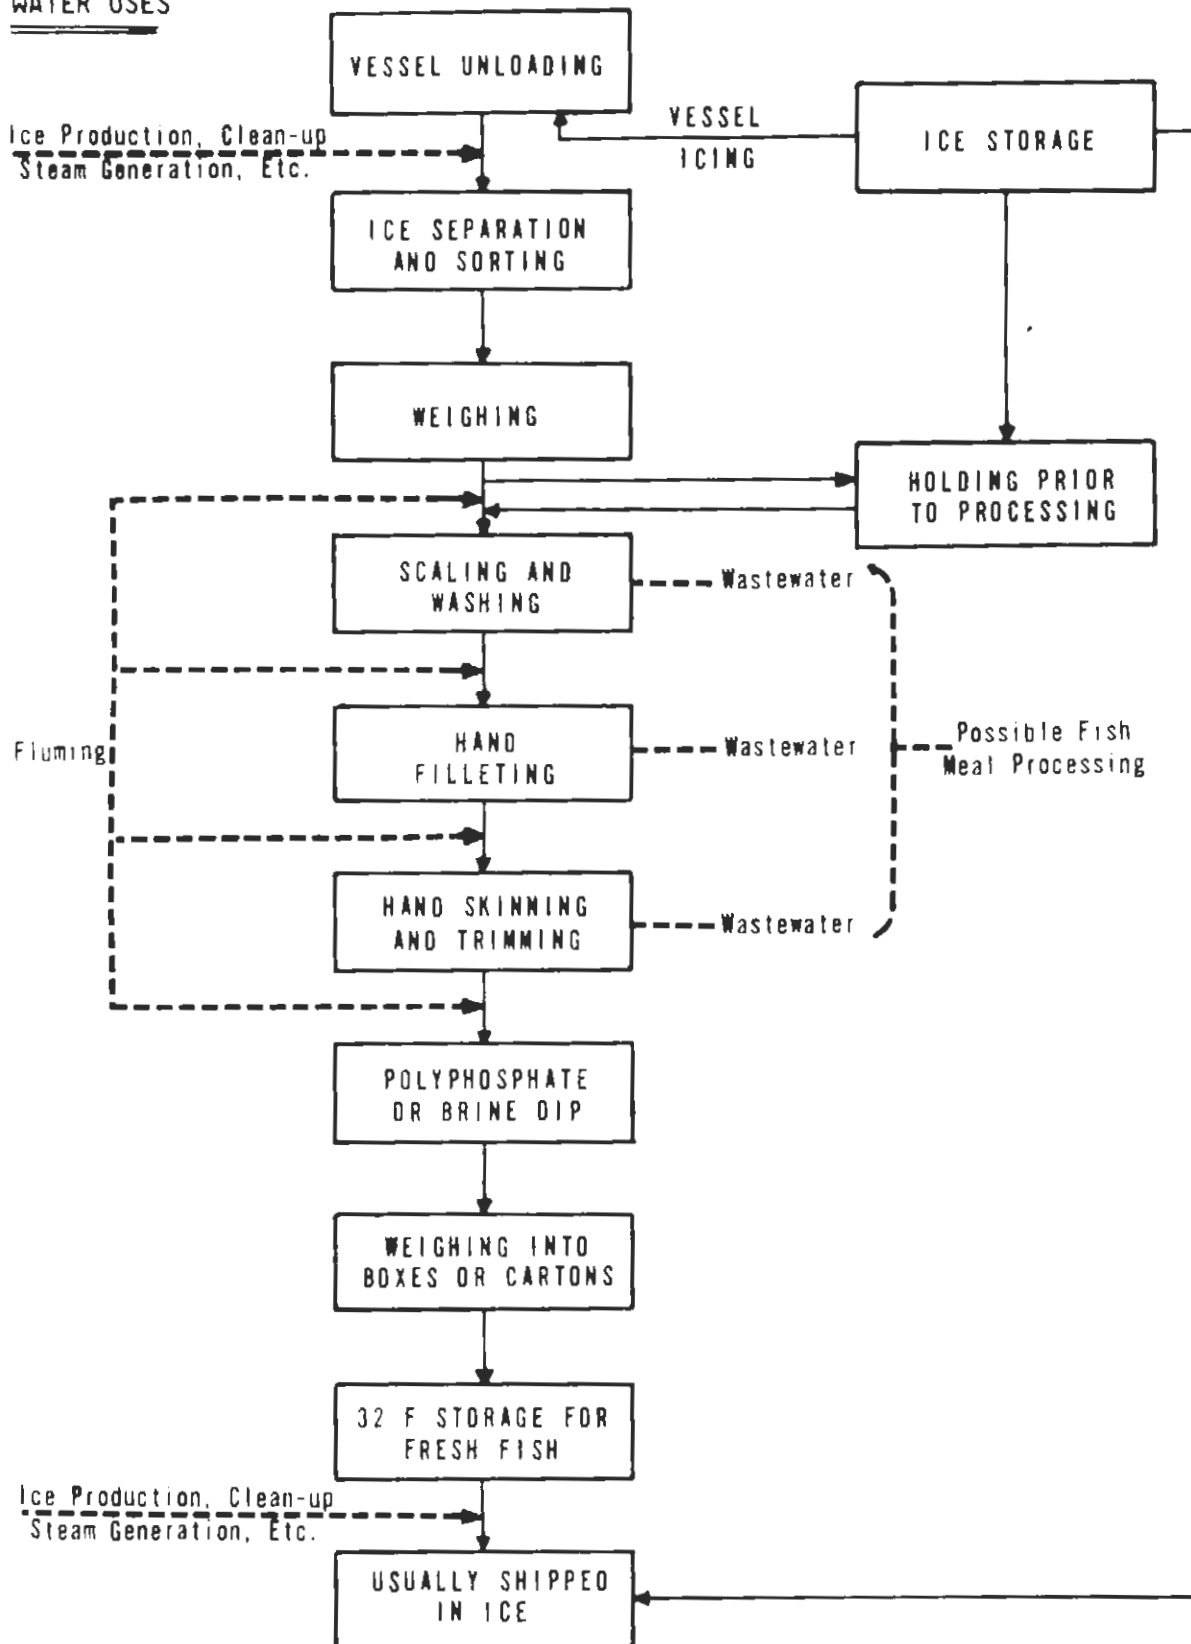 WATER USES
VESSEL UNLOADING
Ice Production, Clean-up
Steam Generation, Etc.
VESSEL
ICING
ICE STORAGE
ICE SEPARATION
AND SORTING
WEIGHING
HOLDING PRIOR
TO PROCESSING
SCALING AND
WASHING
Wastewater
Fluming
HAND
FILLETING
Wastewater
Possible Fish
Meal Processing
HAND SKINNING
AND TRIMMING
Wastewater
POLYPHOSPHATE
OR BRINE DIP
WEIGHING INTO
BOXES OR CARTONS
32 F STORAGE FOR
FRESH FISH
Ice Production, Clean-up
Steam Generation, Etc.
USUALLY SHIPPED
IN ICE